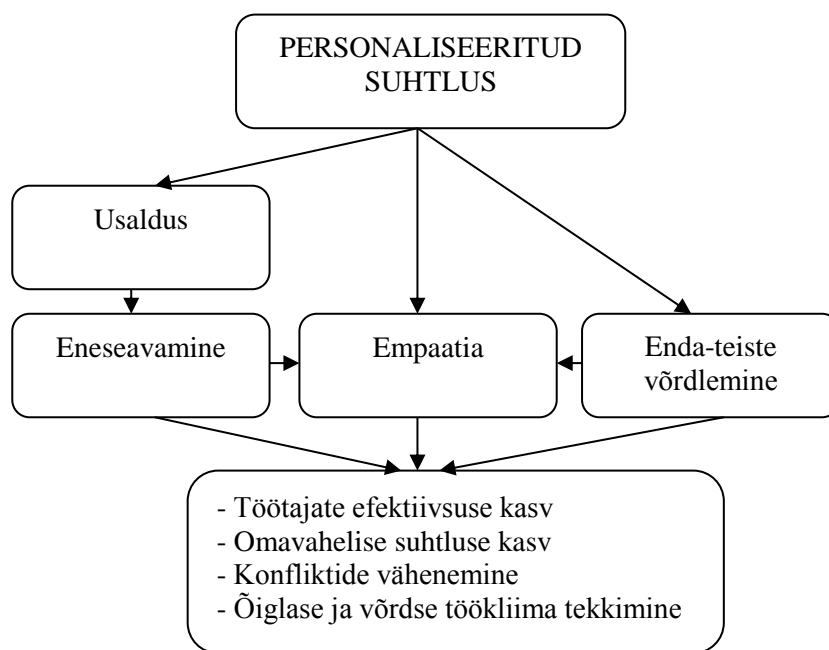 PERSONALISEERITUD
SUHTLUS
Usaldus
Eneseavamine
Empaatia
Enda-teiste
võrdlemine
- Töötajate efektiivsuse kasv
- Omavahelise suhtluse kasv
- Konfliktide vähenemine
- Õiglase ja võrdse töökliima tekkimine